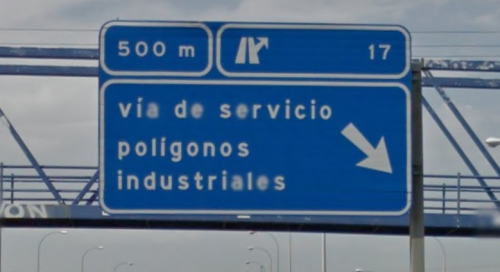 500 m
17
vía de servicio
polígonos
industriales